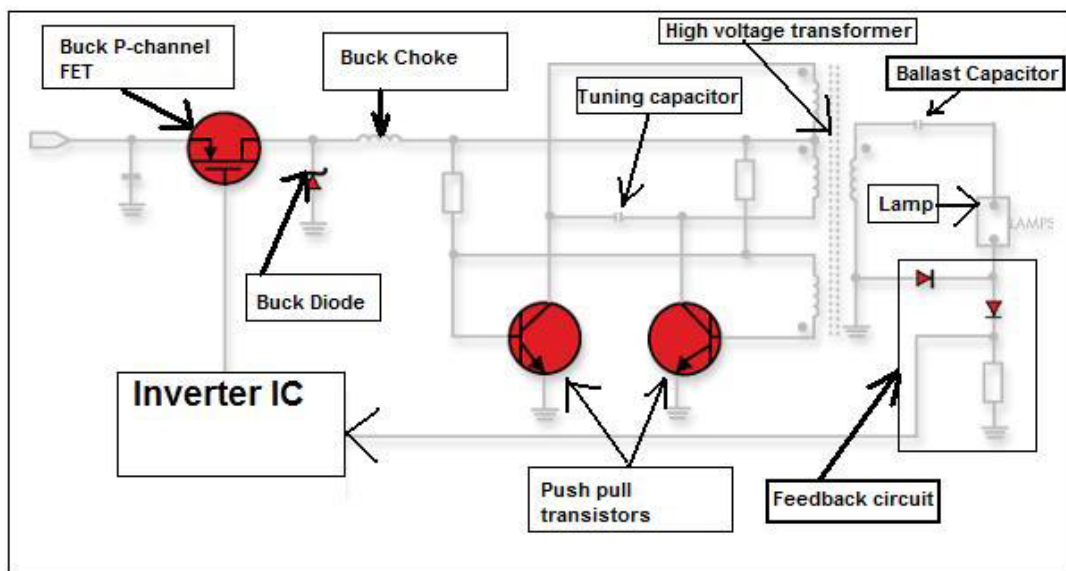 Buck P-channel
FET
Buck Choke
High voltage transformer
Tuning capacitor
Ballast Capacitor
Lamp
LAMPS
Buck Diode
Inverter IC
Push pull
transistors
Feedback circuit